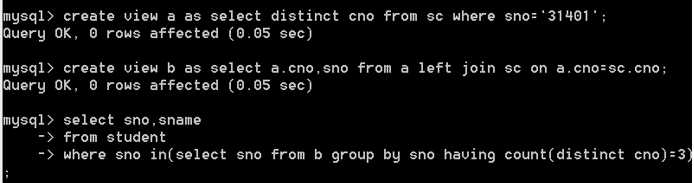 mysql> create view a as select distinct cno from sc where sno='31401';
Query OK, 0 rows affected (0.05 sec)
mysql> create view b as select a.cno,sno from a left join sc on a.cno=sc.cno;
Query OK, 0 rows affected (0.05 sec)
mysql> select sno,sname
-> from student
-> where sno in(select sno from b group by sno having count(distinct cno)=3)
;